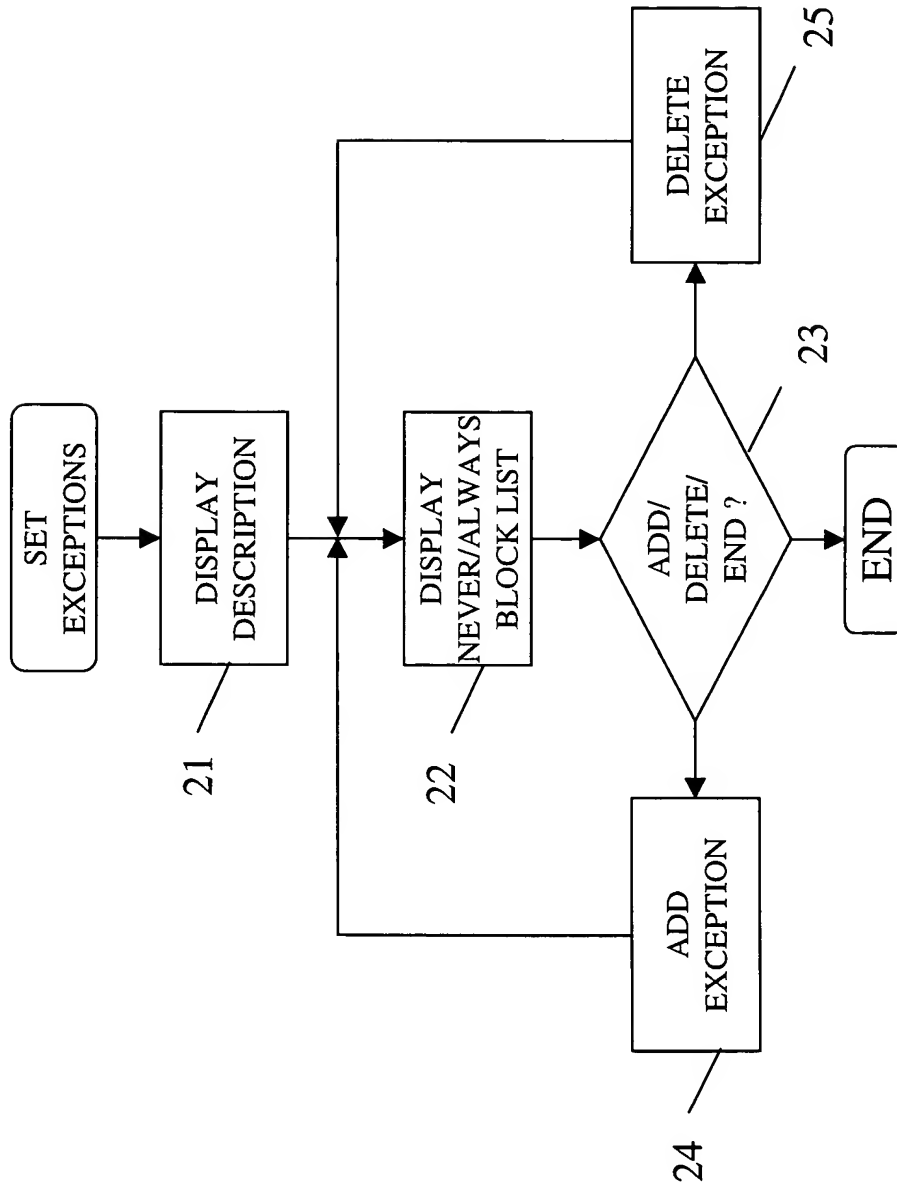 SET
EXCEPTIONS
DISPLAY
DESCRIPTION
21
DISPLAY
NEVER/ALWAYS
BLOCK LIST
22
ADD/
DELETE/
END ?
23
ADD
EXCEPTION
24
DELETE
EXCEPTION
25
END